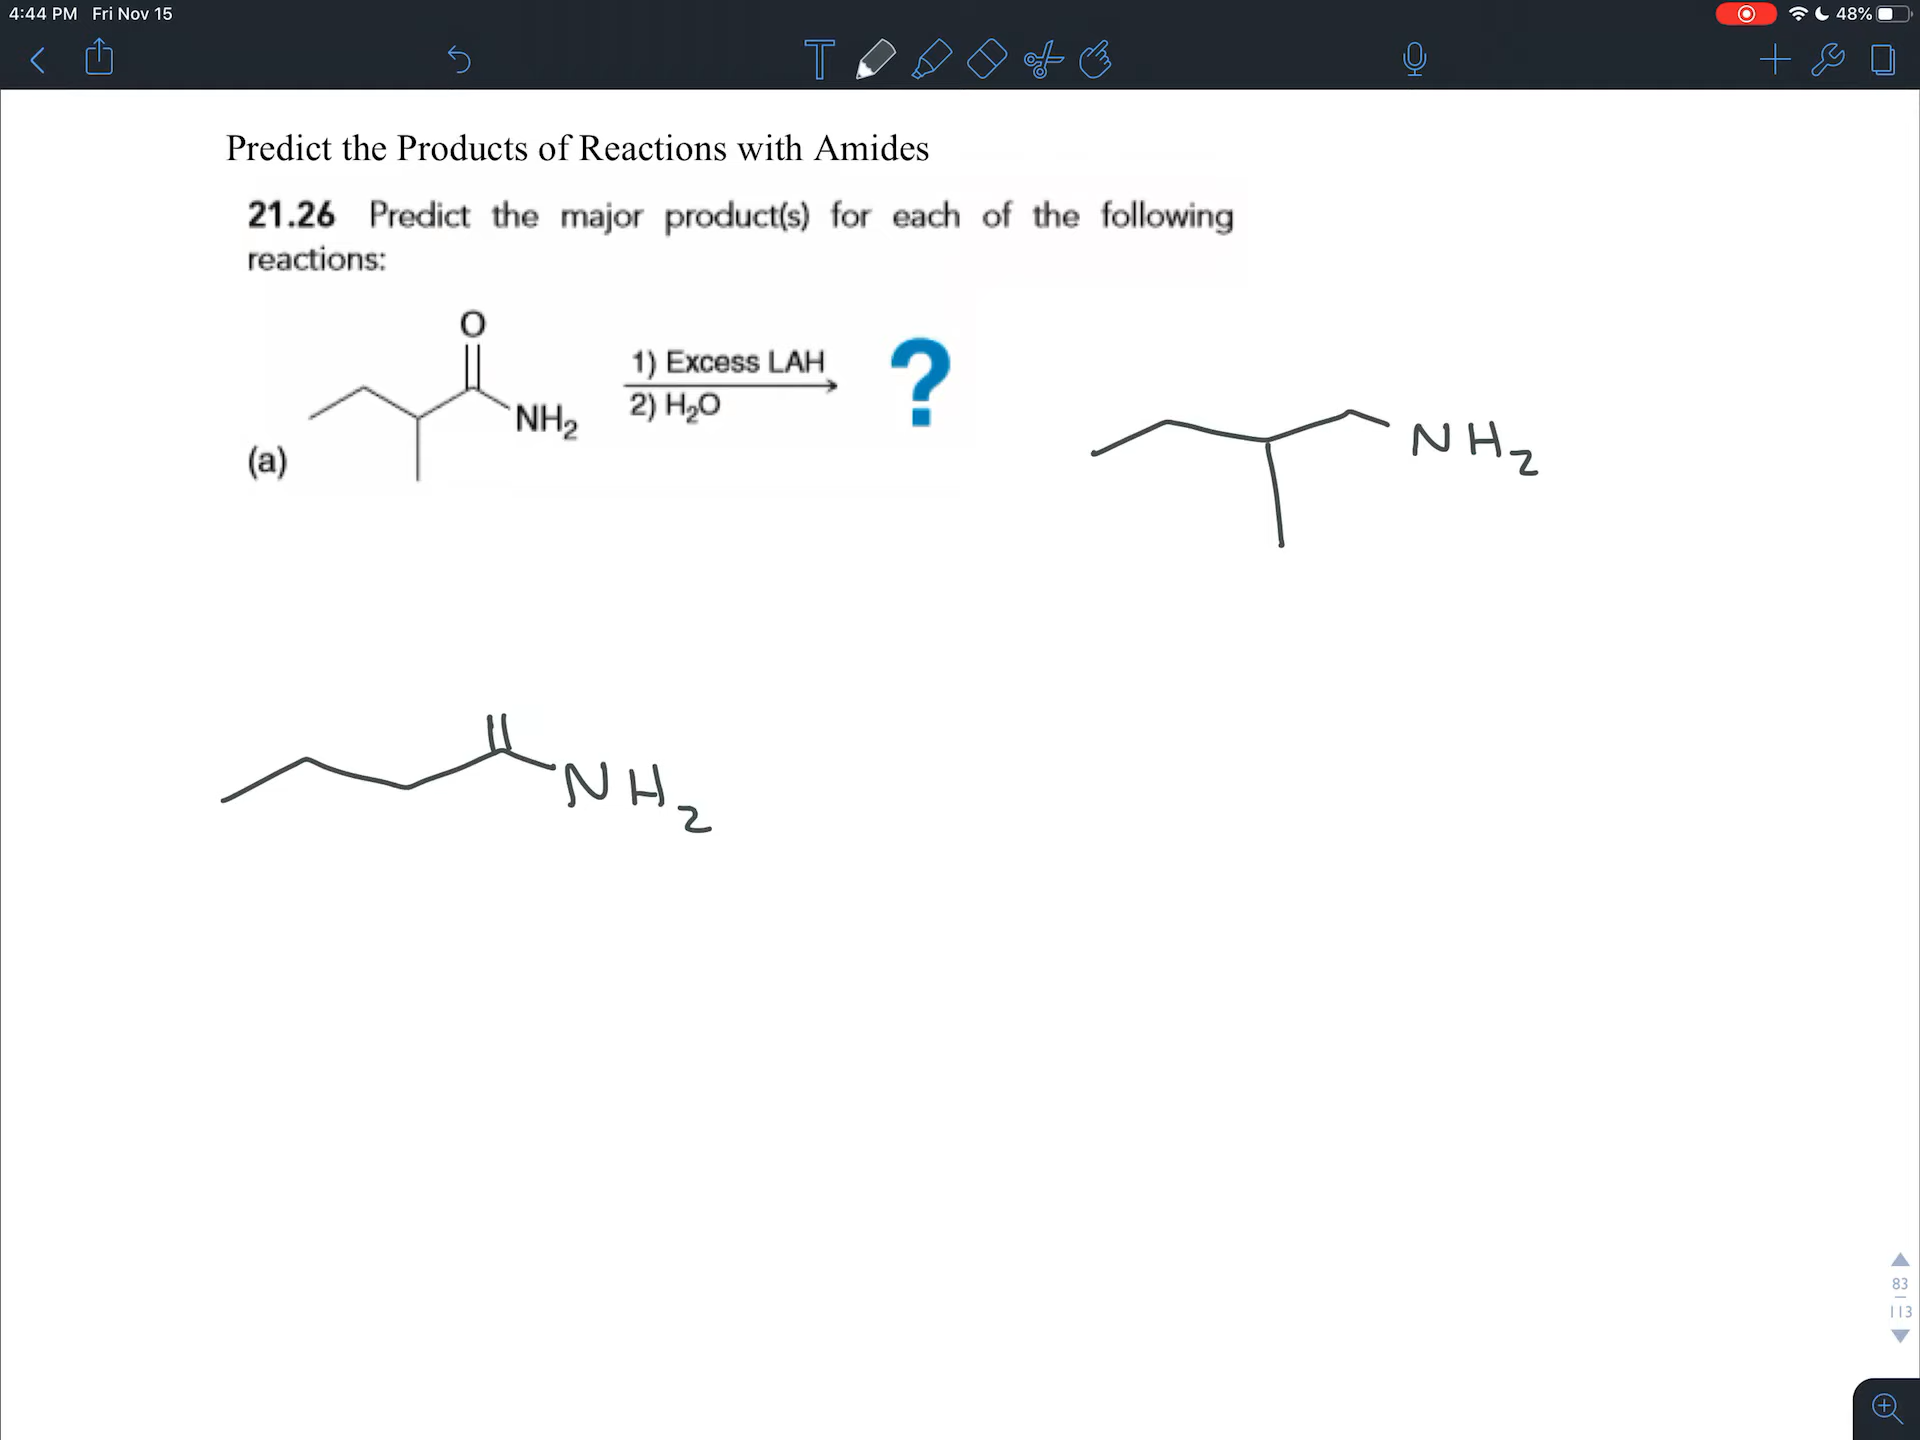 4:44 PM Fri Nov 15
48%
T
Predict the Products of Reactions with Amides
21.26 Predict the major product(s) for each of the following
reactions:
O
NH₂
1) Excess LAH
2) H₂O
?
(a)
NH₂
NH₂
83
113